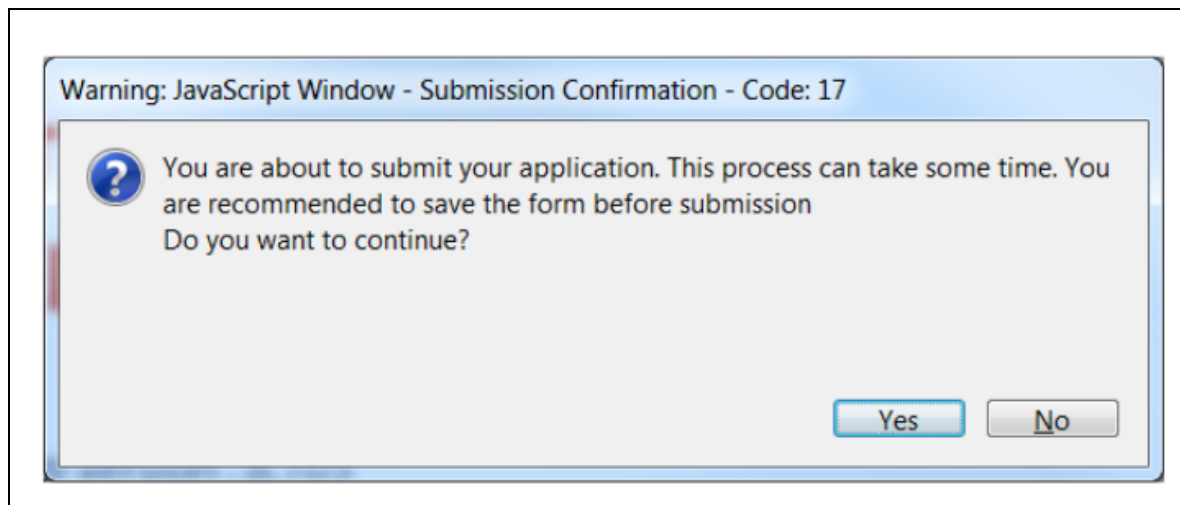 Warning: JavaScript Window - Submission Confirmation - Code: 17
You are about to submit your application. This process can take some time. You
are recommended to save the form before submission
Do you want to continue?
Yes
No